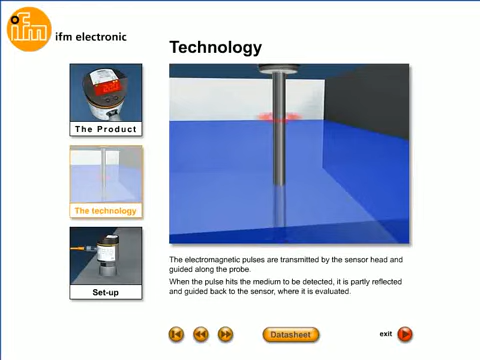 ifm
ifm electronic
Technology
The Product
The technology
Set-up
The electromagnetic pulses are transmitted by the sensor head and
guided along the probe.
When the pulse hits the medium to be detected, it is partly reflected
and guided back to the sensor, where it is evaluated.
Datasheet
exit